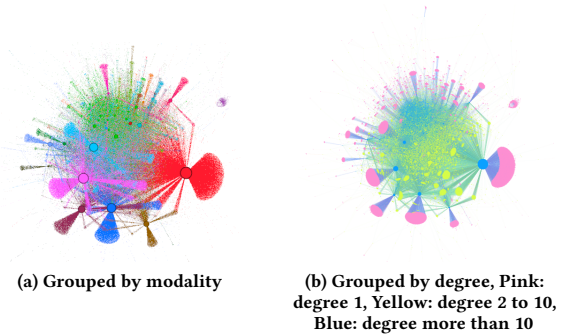 (a) Grouped by modality
(b) Grouped by degree, Pink:
degree 1, Yellow: degree 2 to 10,
Blue: degree more than 10